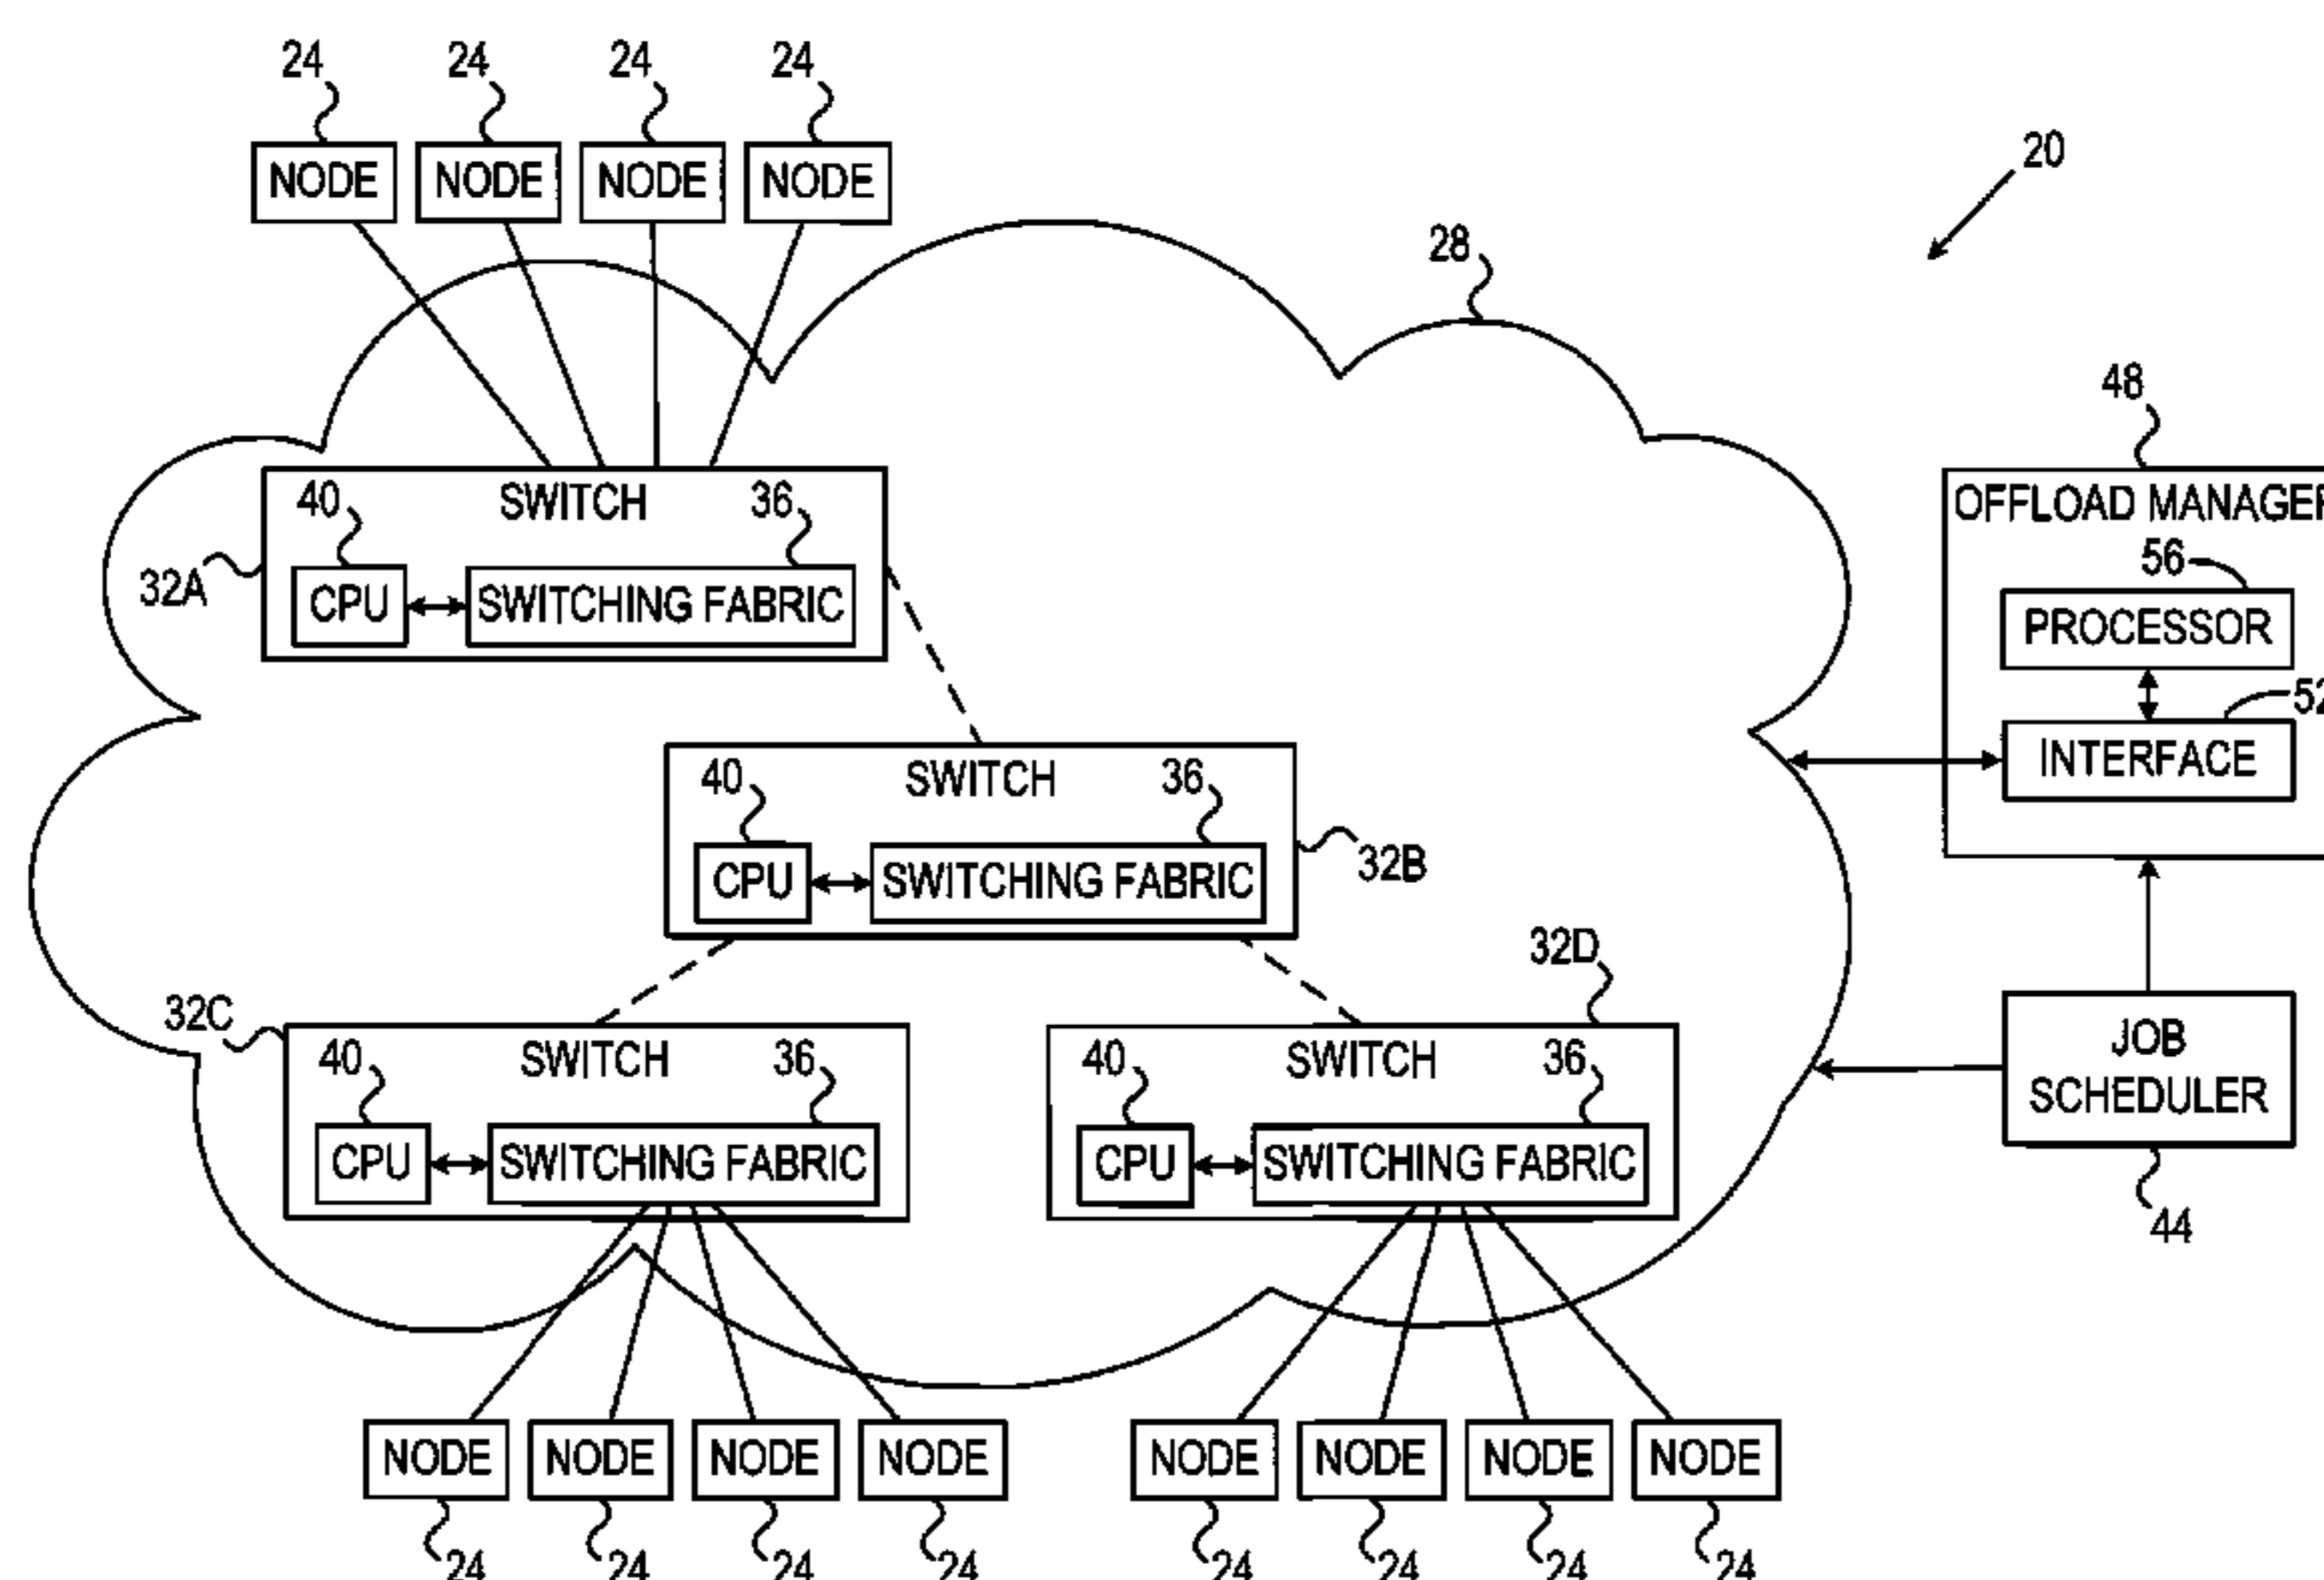 24 24 24 24
NODE NODE NODE NODE
20
28
48
OFFLOAD MANAGER
56
PROCESSOR
52
INTERFACE
40 SWITCH 36
32A
CPU SWITCHING FABRIC
40 SWITCH 36
32B
CPU SWITCHING FABRIC
32C
40 SWITCH 36
CPU SWITCHING FABRIC
32D
40 SWITCH 36
CPU SWITCHING FABRIC
JOB
SCHEDULER
44
NODE NODE NODE NODE NODE NODE NODE NODE
24 24 24 24 24 24 24 24